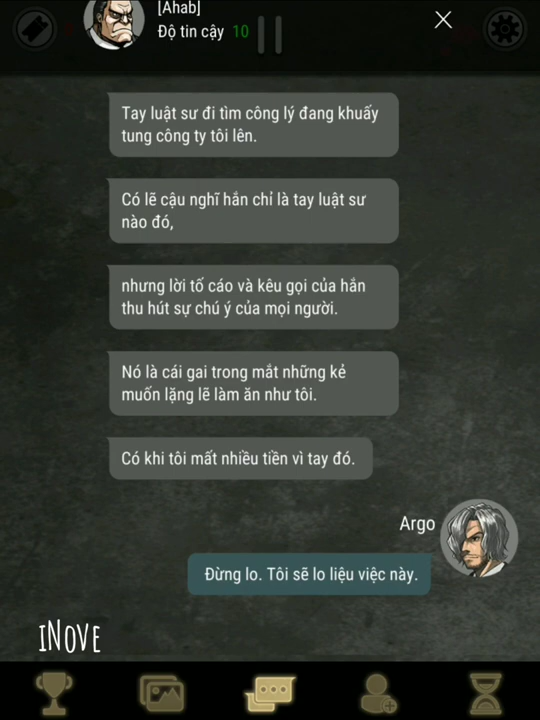 [Ahab]
Độ tin cậy 10
Tay luật sư đi tìm công lý đang khuấy
tung công ty tôi lên.
Có lẽ cậu nghĩ hắn chỉ là tay luật sư
nào đó,
nhưng lời tố cáo và kêu gọi của hắn
thu hút sự chú ý của mọi người.
Nó là cái gai trong mắt những kẻ
muốn lặng lẽ làm ăn như tôi.
Có khi tôi mất nhiều tiền vì tay đó.
Argo
Đừng lo. Tôi sẽ lo liệu việc này.
iNove